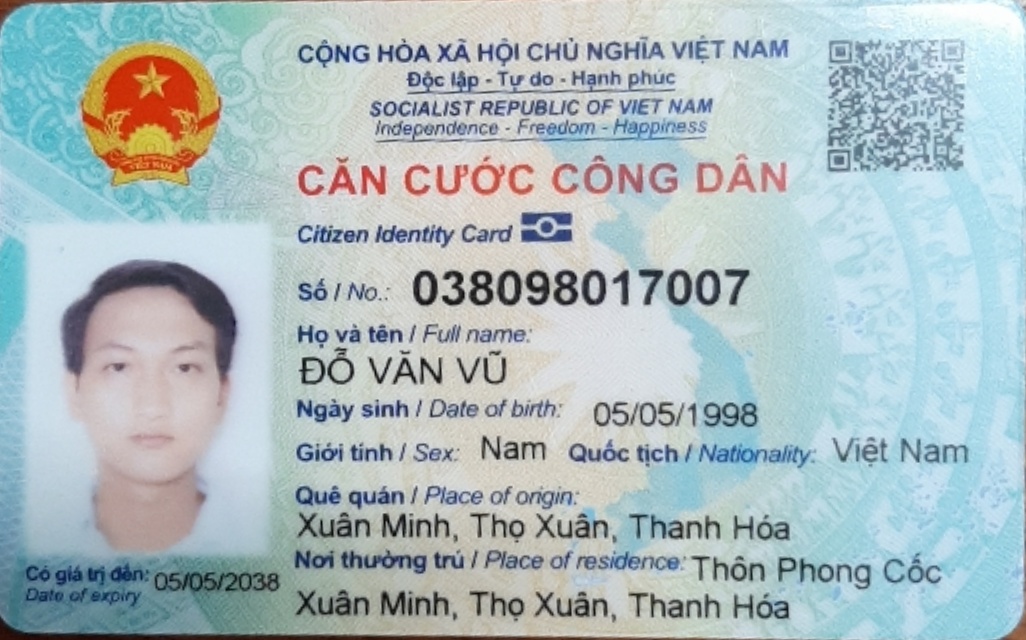 CỘNG HÒA XÃ HỘI CHỦ NGHĨA VIỆT NAM
Độc lập - Tự do - Hạnh phúc
SOCIALIST REPUBLIC OF VIET NAM
Independence - Freedom - Happiness
CĂN CƯỚC CÔNG DÂN
Citizen Identity Card
Số / No.: 038098017007
Họ và tên / Full name:
ĐỖ VĂN VŨ
Ngày sinh / Date of birth: 05/05/1998
Giới tính / Sex: Nam Quốc tịch / Nationality: Việt Nam
Quê quán / Place of origin:
Xuân Minh, Thọ Xuân, Thanh Hóa
Nơi thường trú / Place of residence: Thôn Phong Cốc
Xuân Minh, Thọ Xuân, Thanh Hóa
Có giá trị đến: 05/05/2038
Date of expiry
VIỆT NAM